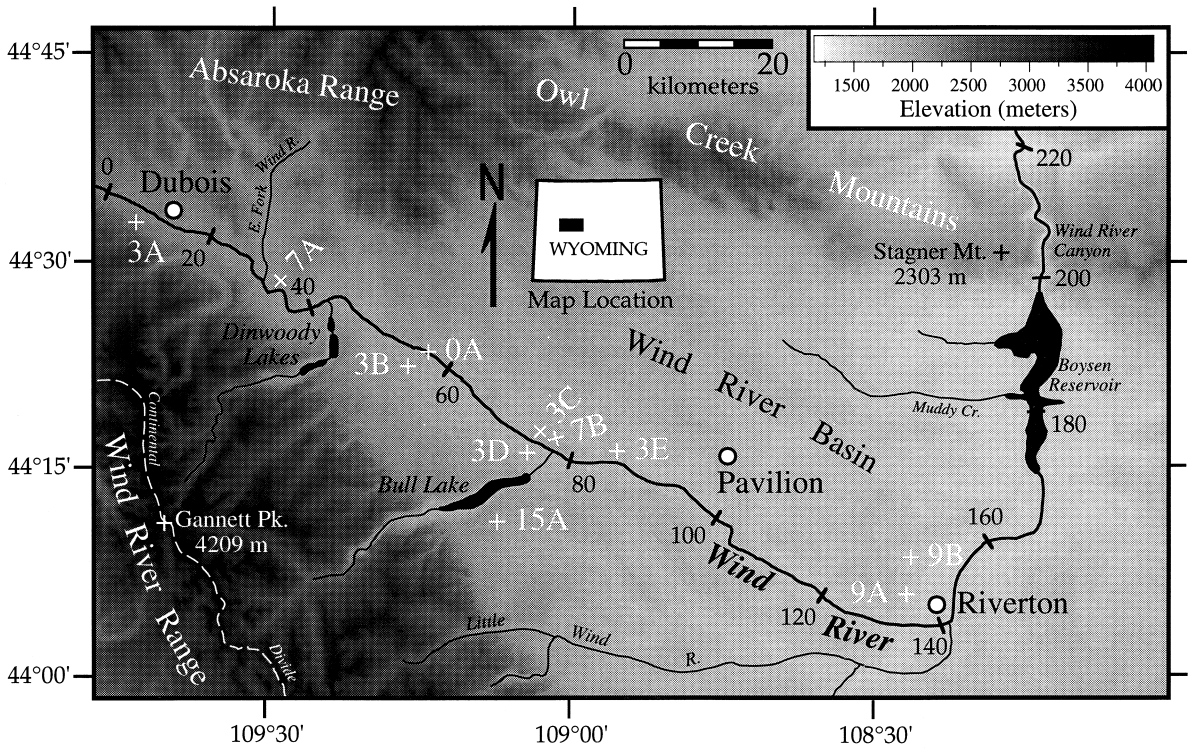 44°45'
44°30'
44°15'
44°00'
109°30'
109°00'
108°30'
Absaroka Range
Owl
Creek
Mountains
0
20
kilometers
1500
2000
2500
3000
3500
4000
Elevation (meters)
0
Dubois
3A
20
E. Fork
Wind R.
7A
40
N
WYOMING
Map Location
Stagner Mt.
2303 m
220
Wind River
Canyon
200
Dinwoody
Lakes
3B
0A
60
Wind
River
Basin
Boysen
Reservoir
Muddy Cr.
180
Continental
Divide
Wind
River
Range
Gannett Pk.
4209 m
3C
7B
3D
3E
80
Bull Lake
15A
Pavilion
100
Wind
River
120
160
9B
9A
Riverton
140
Little
Wind
R.